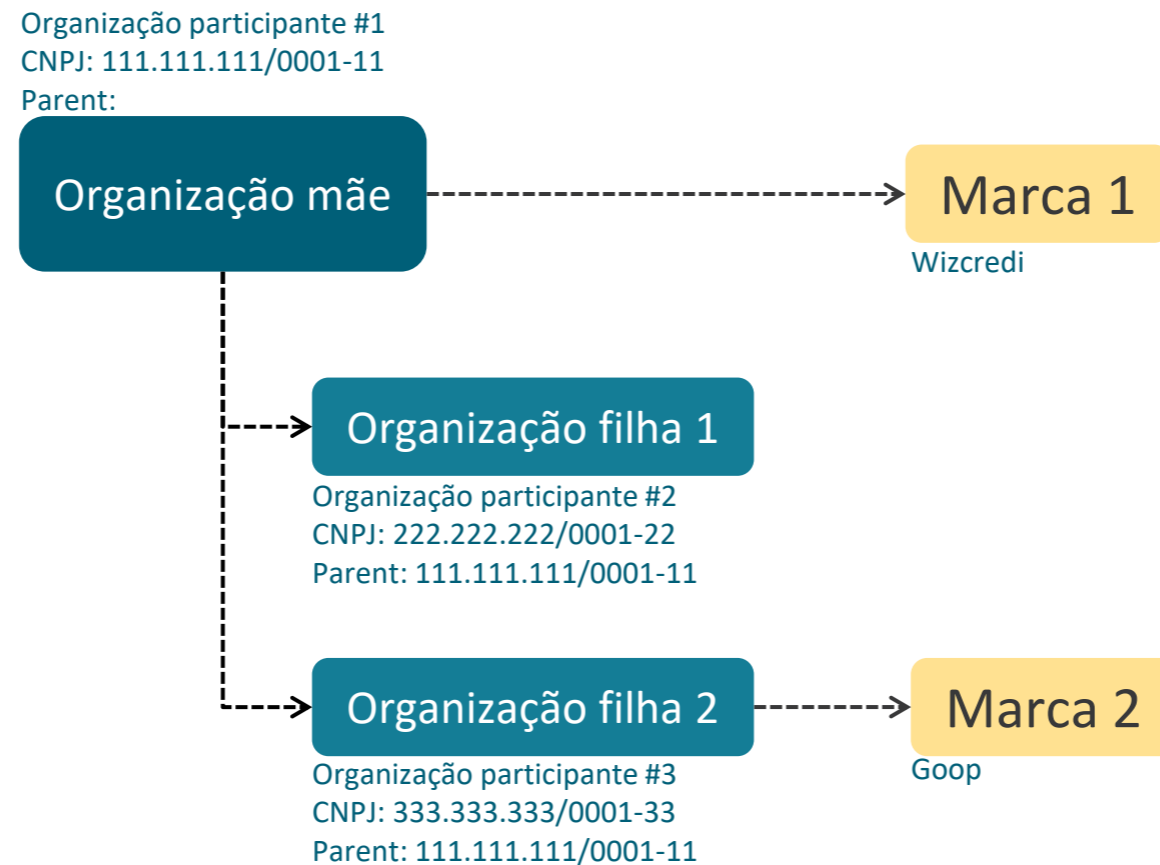 Organização participante #1
CNPJ: 111.111.111/0001-11
Parent:
Organização mãe
Marca 1
Wizcredi
Organização filha 1
Organização participante #2
CNPJ: 222.222.222/0001-22
Parent: 111.111.111/0001-11
Organização filha 2
Marca 2
Goop
Organização participante #3
CNPJ: 333.333.333/0001-33
Parent: 111.111.111/0001-11